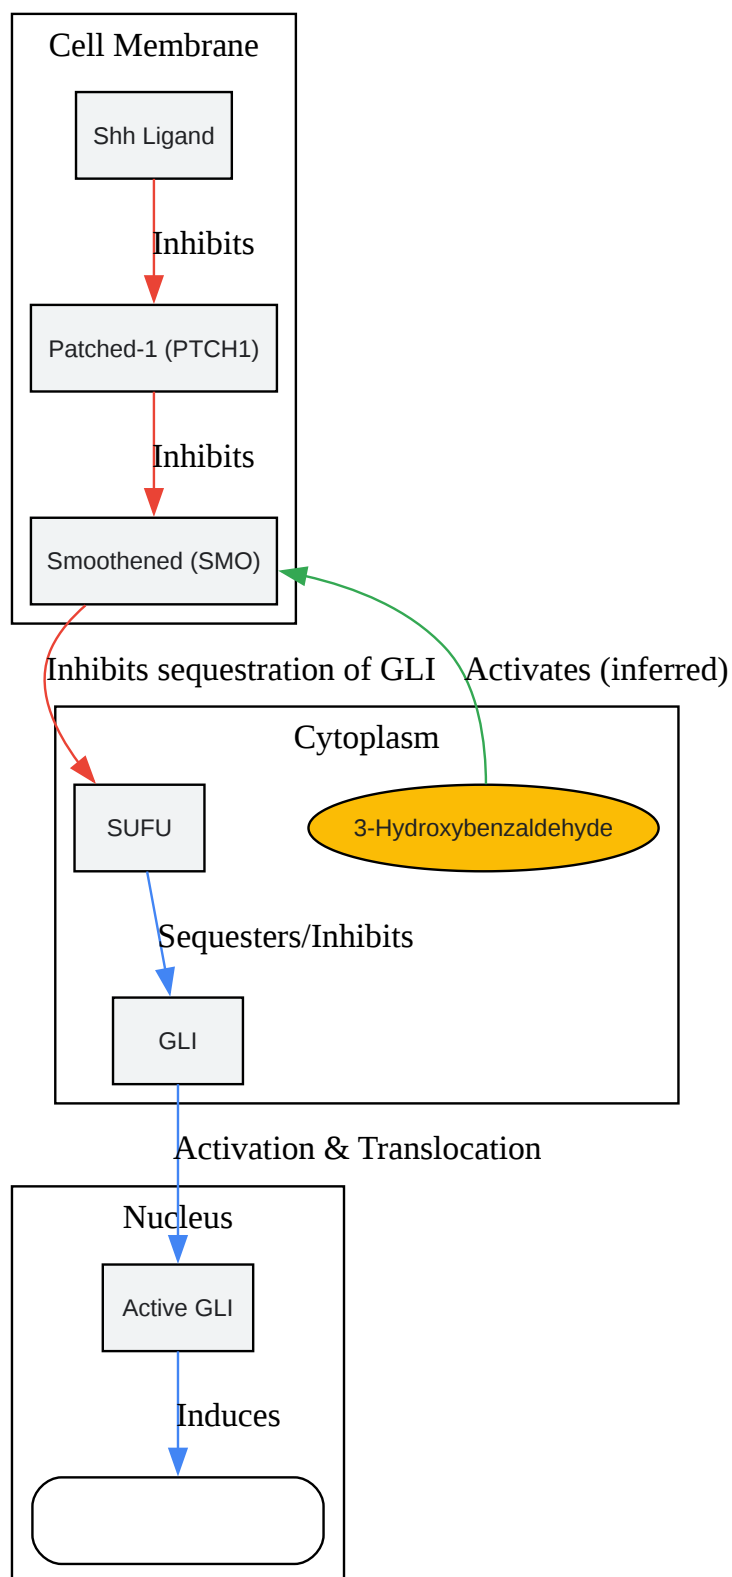 Cell Membrane
Shh Ligand
Inhibits
Patched-1 (PTCH1)
Inhibits
Smoothened (SMO)
Inhibits sequestration of GLI
Activates (inferred)
Cytoplasm
SUFU
3-Hydroxybenzaldehyde
Sequesters/Inhibits
GLI
Activation & Translocation
Nucleus
Active GLI
Induces